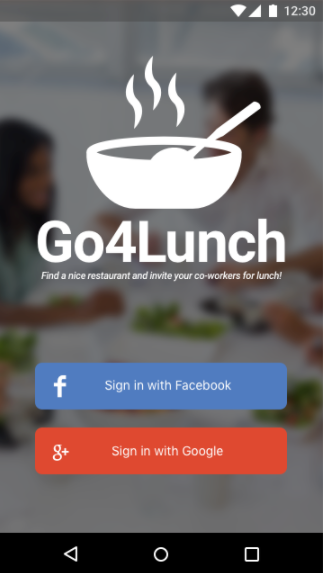 12:30
Go4Lunch
Find a nice restaurant and invite your co-workers for lunch!
f Sign in with Facebook
g+ Sign in with Google